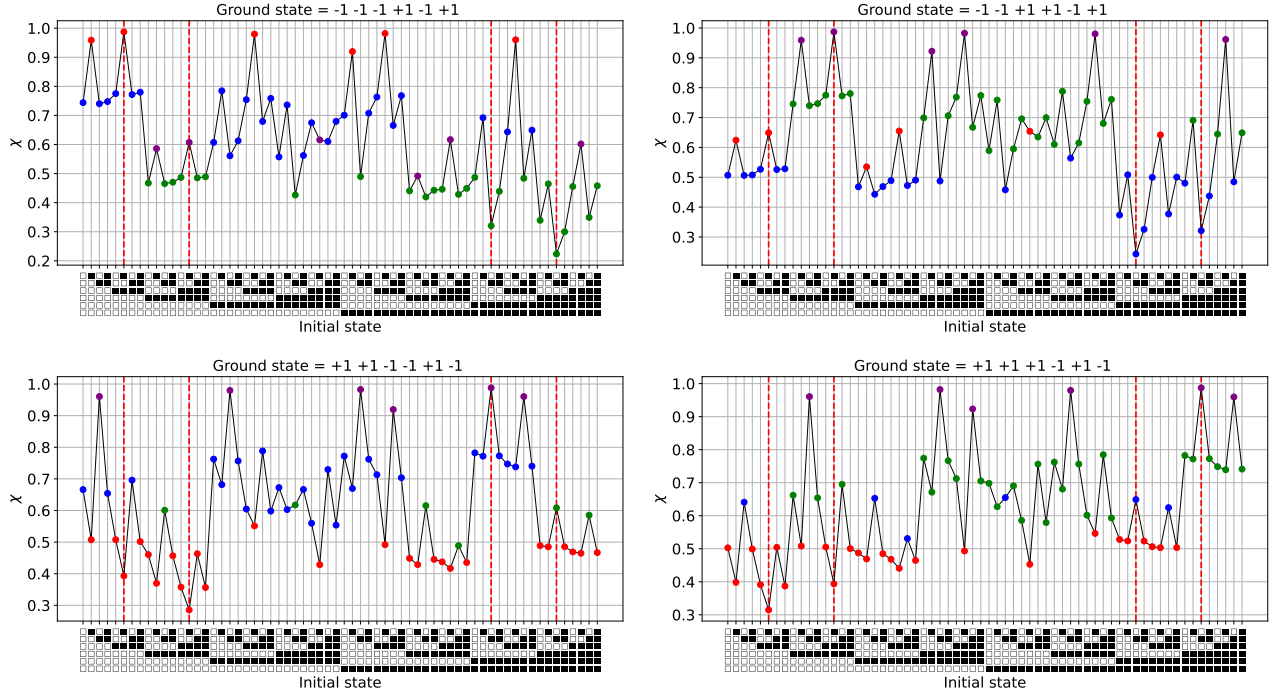 Ground state = -1 -1 -1 +1 -1 +1
1.0
0.9
0.8
0.7
0.6
0.5
0.4
0.3
0.2
χ
Initial state
Ground state = -1 -1 +1 +1 -1 +1
1.0
0.9
0.8
0.7
0.6
0.5
0.4
0.3
χ
Initial state
Ground state = +1 +1 -1 -1 +1 -1
1.0
0.9
0.8
0.7
0.6
0.5
0.4
0.3
χ
Initial state
Ground state = +1 +1 +1 -1 +1 -1
1.0
0.9
0.8
0.7
0.6
0.5
0.4
0.3
χ
Initial state